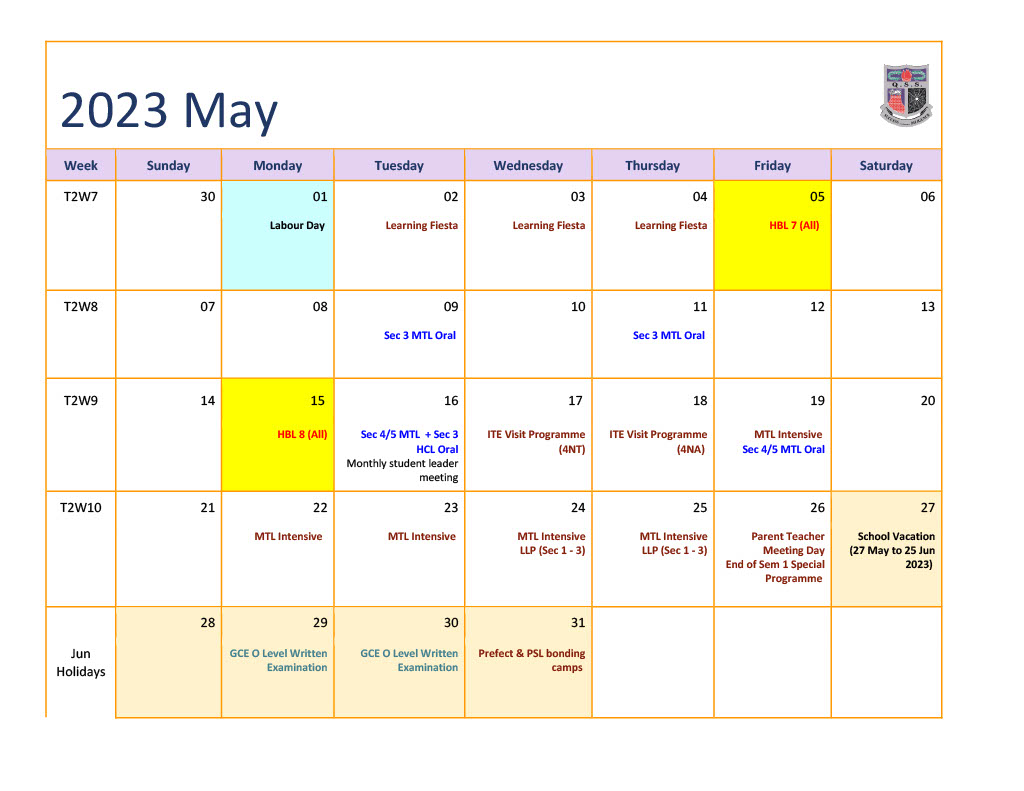 2023 May
Q. S. S.
Week Sunday Monday Tuesday Wednesday Thursday Friday Saturday
T2W7 30 01 02 03 04 05 06
Labour Day Learning Fiesta Learning Fiesta Learning Fiesta HBL 7 (All)
T2W8 07 08 09 10 11 12 13
Sec 3 MTL Oral Sec 3 MTL Oral
T2W9 14 15 16 17 18 19 20
HBL 8 (All) Sec 4/5 MTL + Sec 3 ITE Visit Programme ITE Visit Programme MTL Intensive
HCL Oral (4NT) (4NA) Sec 4/5 MTL Oral
Monthly student leader
meeting
T2W10 21 22 23 24 25 26 27
MTL Intensive MTL Intensive MTL Intensive MTL Intensive Parent Teacher School Vacation
LLP (Sec 1 - 3) LLP (Sec 1 - 3) Meeting Day (27 May to 25 Jun
End of Sem 1 Special 2023)
Programme
28 29 30 31
Jun GCE O Level Written GCE O Level Written Prefect & PSL bonding
Holidays Examination Examination camps